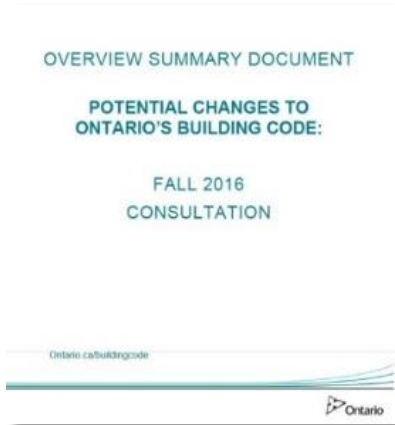 OVERVIEW SUMMARY DOCUMENT
POTENTIAL CHANGES TO
ONTARIO'S BUILDING CODE:
FALL 2016
CONSULTATION
Ontario.ca/buildingcode
Ontario